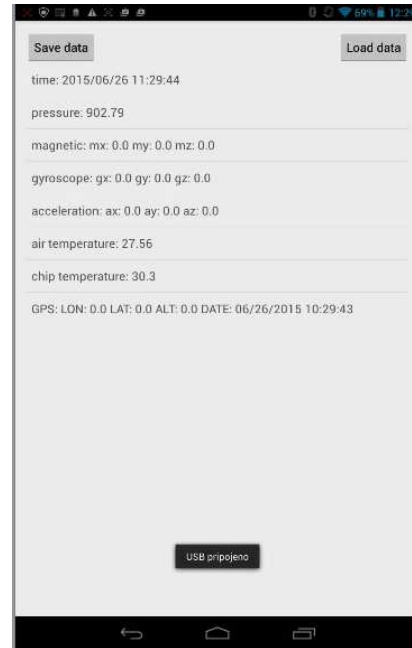 69% 12:29
Save data Load data
time: 2015/06/26 11:29:44
pressure: 902.79
magnetic: mx: 0.0 my: 0.0 mz: 0.0
gyroscope: gx: 0.0 gy: 0.0 gz: 0.0
acceleration: ax: 0.0 ay: 0.0 az: 0.0
air temperature: 27.56
chip temperature: 30.3
GPS: LON: 0.0 LAT: 0.0 ALT: 0.0 DATE: 06/26/2015 10:29:43
USB pripojeno